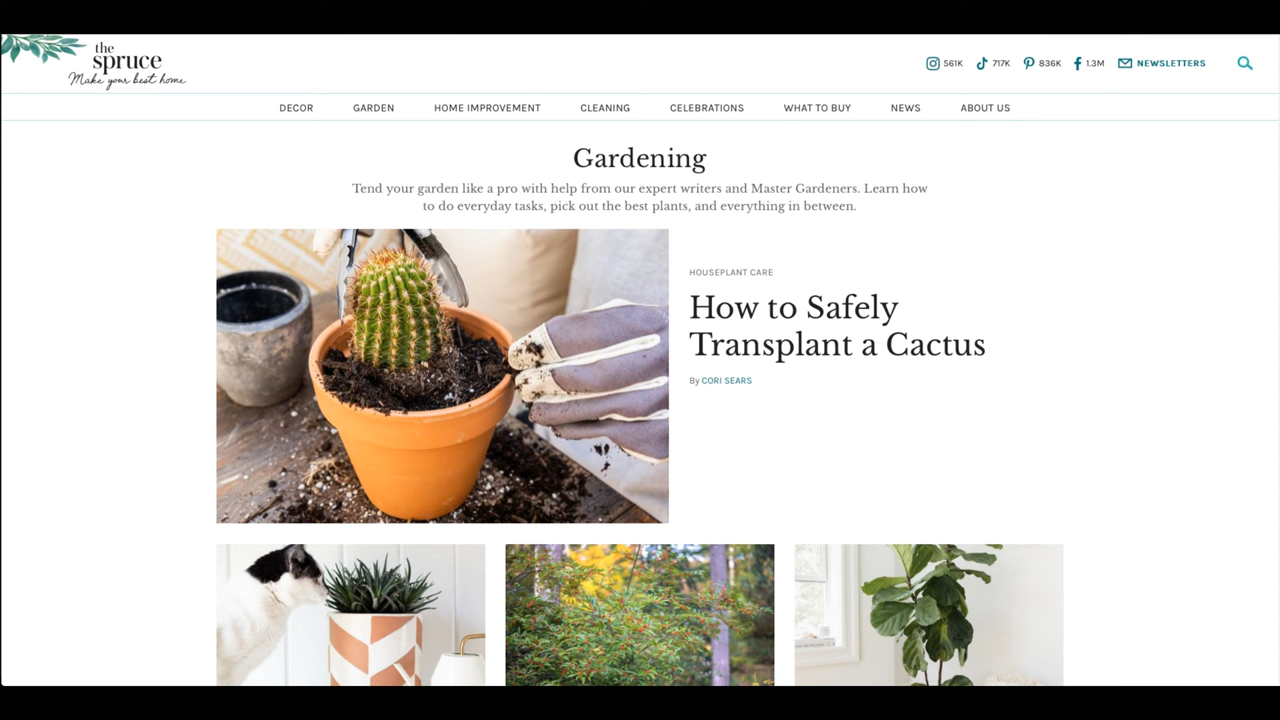 the
spruce
Make your best home
561K 717K 836K 1.3M NEWSLETTERS
DECOR GARDEN HOME IMPROVEMENT CLEANING CELEBRATIONS WHAT TO BUY NEWS ABOUT US
Gardening
Tend your garden like a pro with help from our expert writers and Master Gardeners. Learn how
to do everyday tasks, pick out the best plants, and everything in between.
HOUSEPLANT CARE
How to Safely
Transplant a Cactus
By CORI SEARS